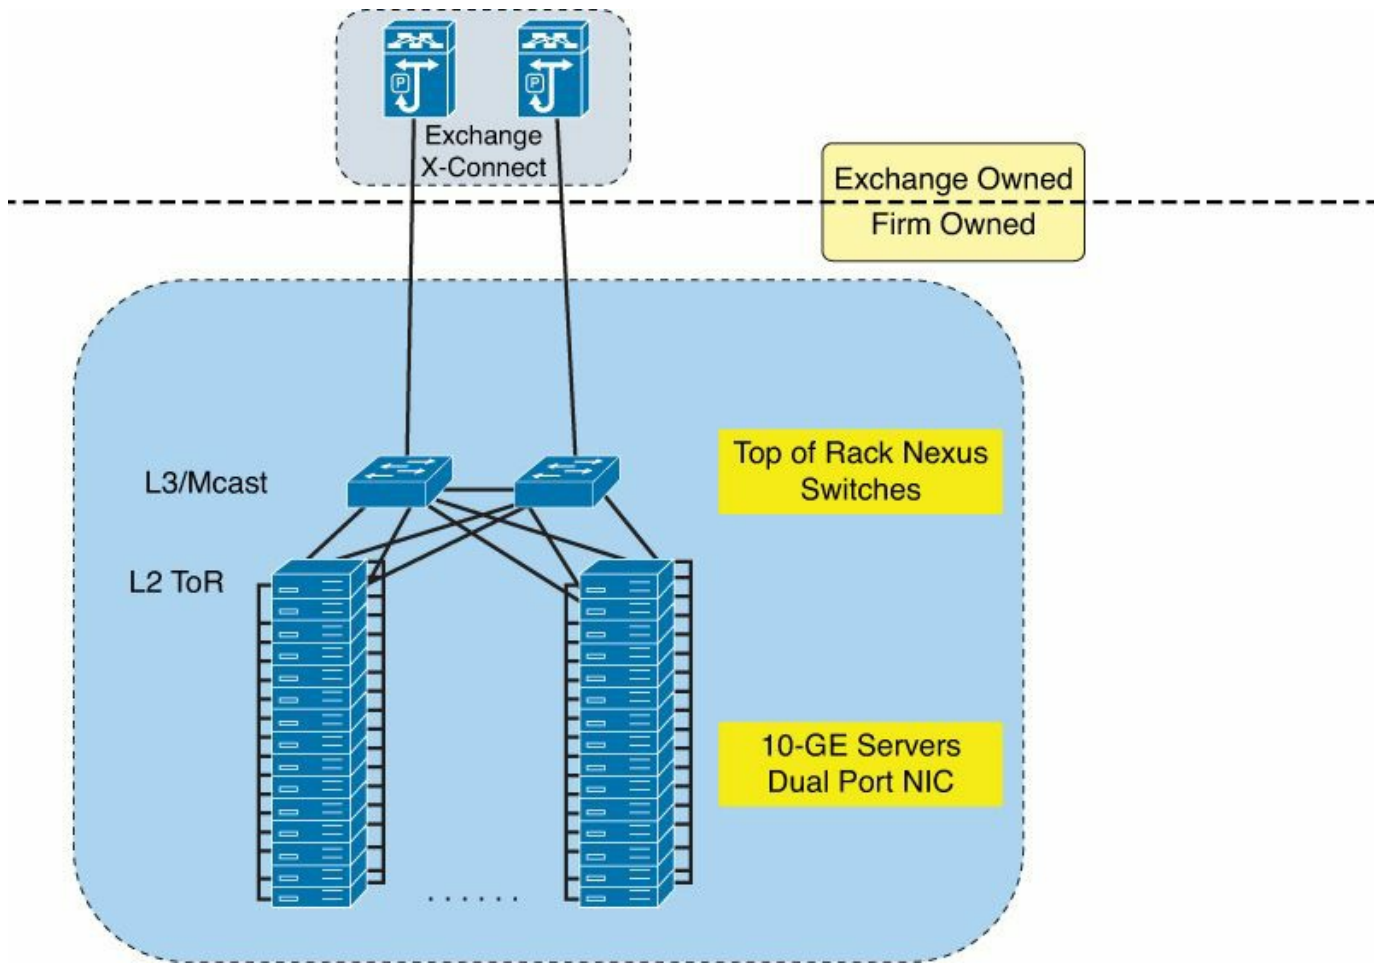 P
P
Exchange
X-Connect
Exchange Owned
Firm Owned
L3/Mcast
Top of Rack Nexus
Switches
L2 ToR
10-GE Servers
Dual Port NIC
. . . . . .